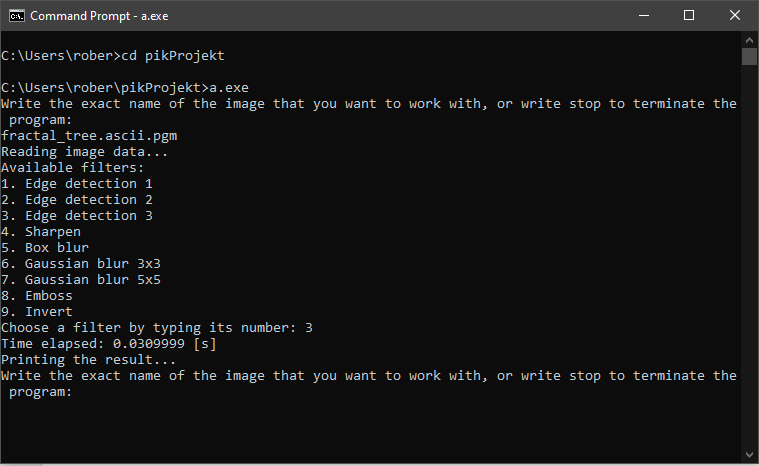 Command Prompt - a.exe
C:\Users\rober>cd pikProjekt
C:\Users\rober\pikProjekt>a.exe
Write the exact name of the image that you want to work with, or write stop to terminate the
program:
fractal_tree.ascii.pgm
Reading image data...
Available filters:
1. Edge detection 1
2. Edge detection 2
3. Edge detection 3
4. Sharpen
5. Box blur
6. Gaussian blur 3x3
7. Gaussian blur 5x5
8. Emboss
9. Invert
Choose a filter by typing its number: 3
Time elapsed: 0.0309999 [s]
Printing the result...
Write the exact name of the image that you want to work with, or write stop to terminate the
program: